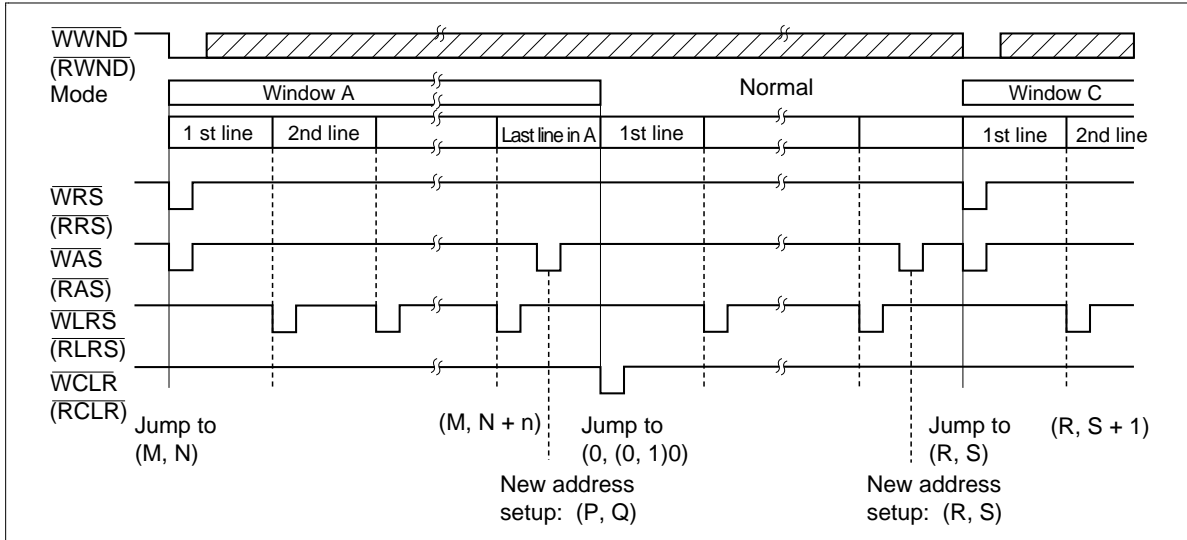 WWND
(RWND)
Mode
Window A
Normal
Window C
1 st line
2nd line
Last line in A
1st line
1st line
2nd line
WRS
(RRS)
WAS
(RAS)
WLRS
(RLRS)
WCLR
(RCLR)
Jump to
(M, N)
(M, N + n)
Jump to
(0, (0, 1)0)
Jump to
(R, S)
(R, S + 1)
New address
setup: (P, Q)
New address
setup: (R, S)